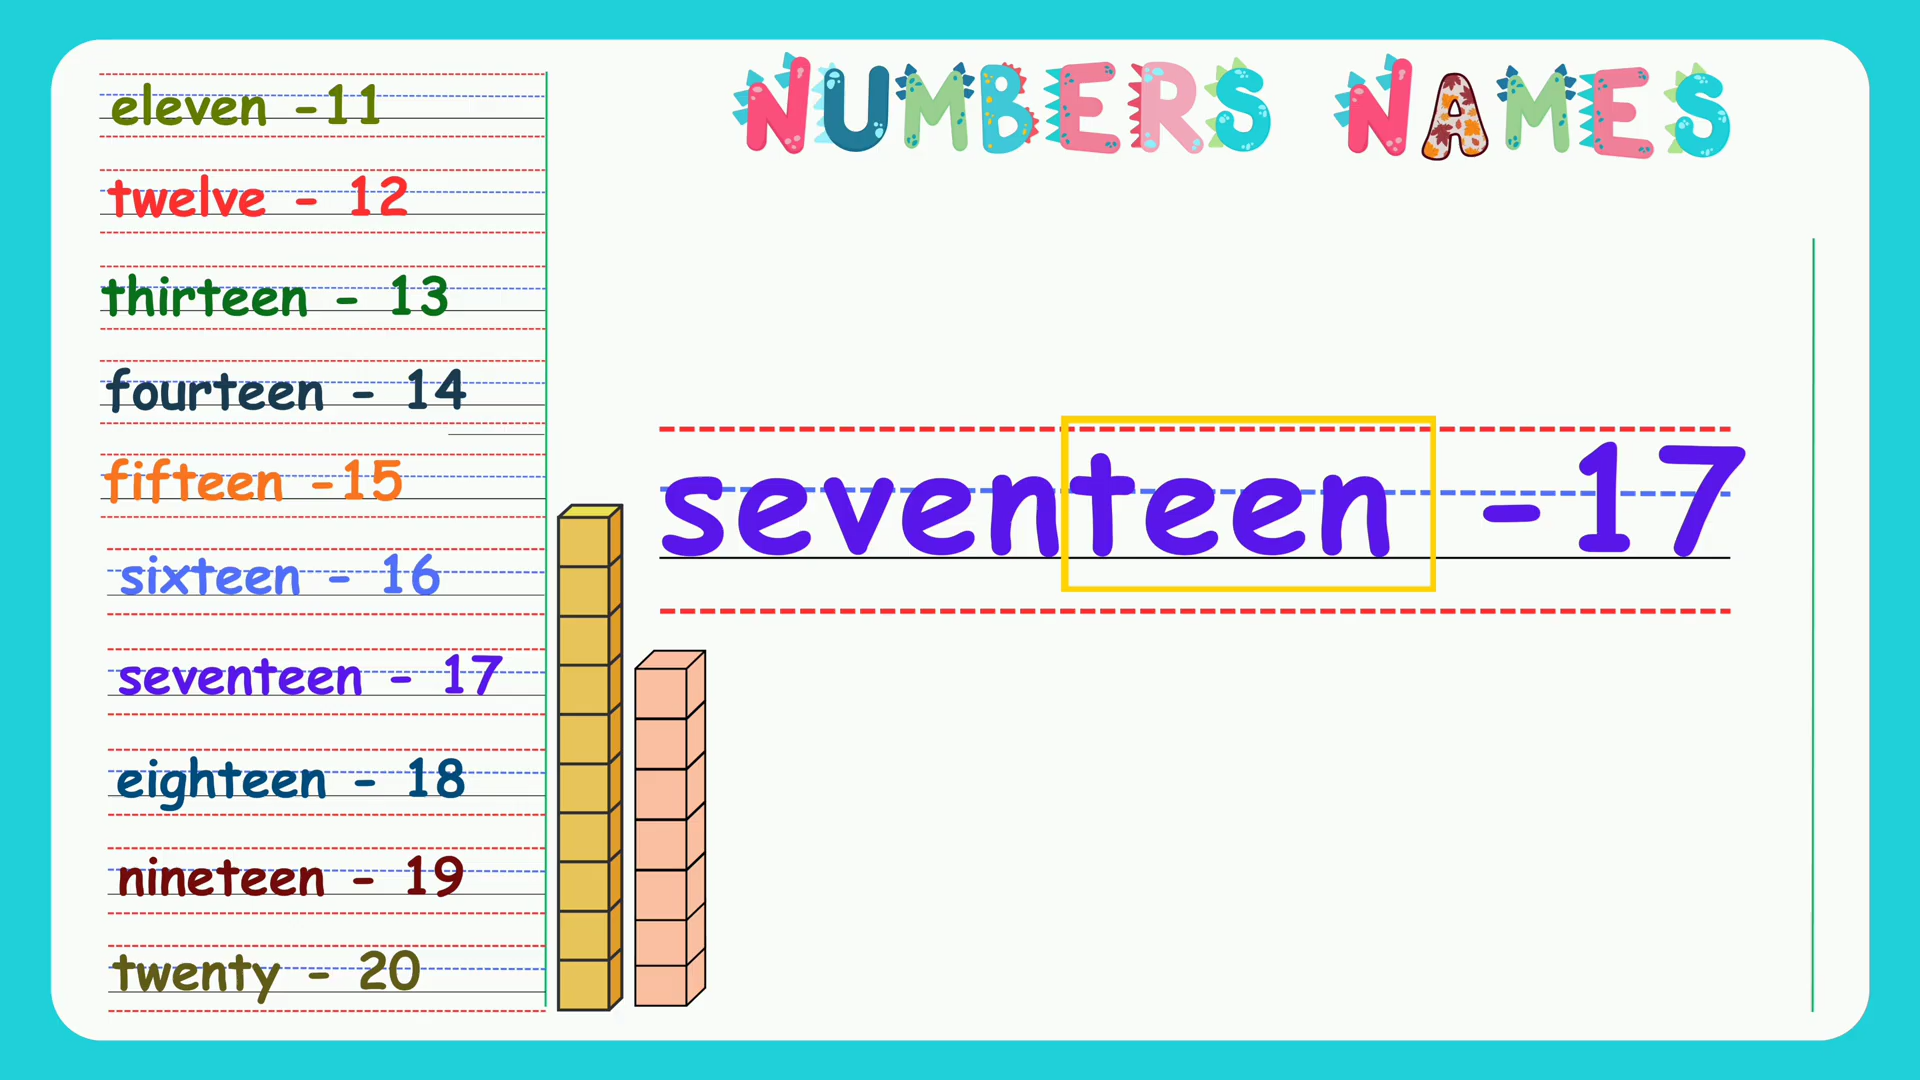 NUMBERS NAMES
eleven -11
twelve - 12
thirteen - 13
fourteen - 14
fifteen -15
sixteen - 16
seventeen - 17
eighteen - 18
nineteen - 19
twenty - 20
seventeen -17